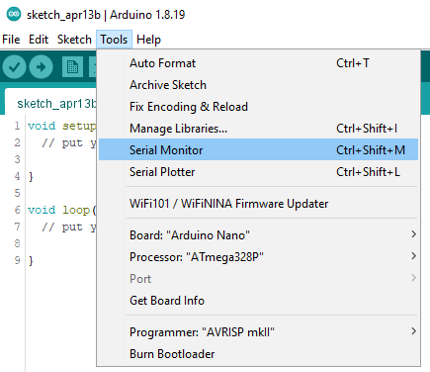 sketch_apr13b | Arduino 1.8.19
File Edit Sketch Tools Help
sketch_apr13b
Auto Format Ctrl+T
Archive Sketch
Fix Encoding & Reload
Manage Libraries... Ctrl+Shift+I
Serial Monitor Ctrl+Shift+M
Serial Plotter Ctrl+Shift+L
WiFi101 / WiFiNINA Firmware Updater
Board: "Arduino Nano"
Processor: "ATmega328P"
Port
Get Board Info
Programmer: "AVRISP mkII"
Burn Bootloader
1 void setup
2 // put y
3
4 }
5
6 void loop(
7 // put y
8
9 }